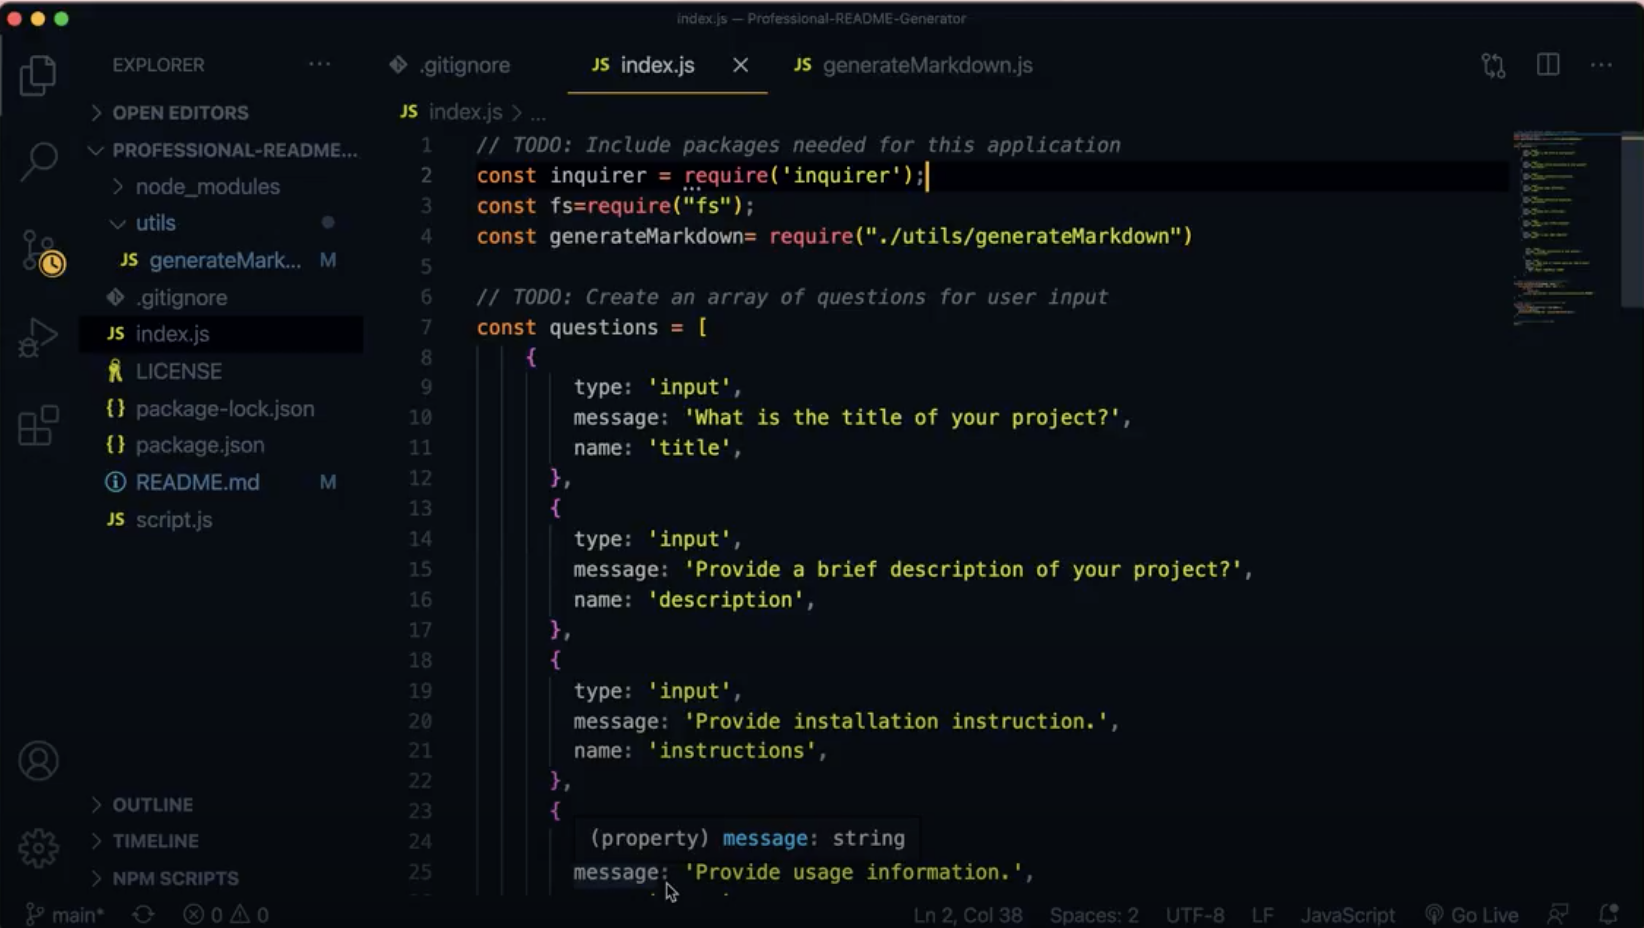 index.js — Professional-README-Generator
EXPLORER ...
.gitignore
JS index.js
JS generateMarkdown.js
OPEN EDITORS
PROFESSIONAL-README...
node_modules
utils
JS generateMark... M
.gitignore
JS index.js
LICENSE
{} package-lock.json
{} package.json
README.md M
JS script.js
OUTLINE
TIMELINE
NPM SCRIPTS
JS index.js > ...
1 // TODO: Include packages needed for this application
2 const inquirer = require('inquirer');
3 const fs=require("fs");
4 const generateMarkdown= require("./utils/generateMarkdown")
5
6 // TODO: Create an array of questions for user input
7 const questions = [
8 {
9 type: 'input',
10 message: 'What is the title of your project?',
11 name: 'title',
12 },
13 {
14 type: 'input',
15 message: 'Provide a brief description of your project?',
16 name: 'description',
17 },
18 {
19 type: 'input',
20 message: 'Provide installation instruction.',
21 name: 'instructions',
22 },
23 {
24 (property) message: string
25 message: 'Provide usage information.',
main* 0 0 Ln 2, Col 38 Spaces: 2 UTF-8 LF JavaScript Go Live